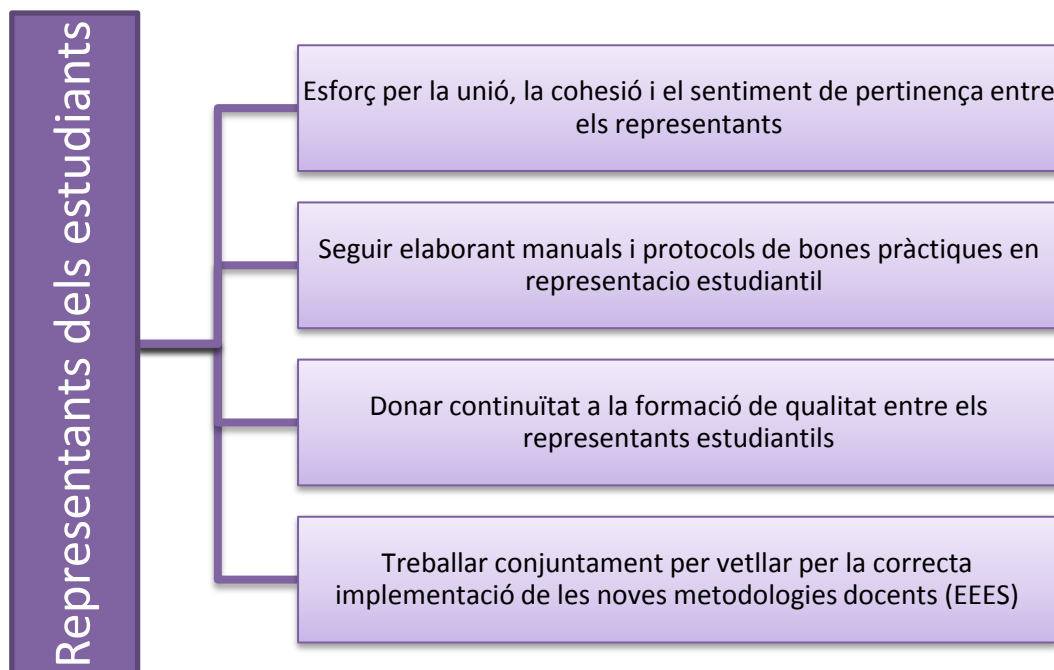 Representants dels estudiants
Esforç per la unió, la cohesió i el sentiment de pertinença entre
els representants
Seguir elaborant manuals i protocols de bones pràctiques en
representacio estudiantil
Donar continuïtat a la formació de qualitat entre els
representants estudiantils
Treballar conjuntament per vetllar per la correcta
implementació de les noves metodologies docents (EEES)